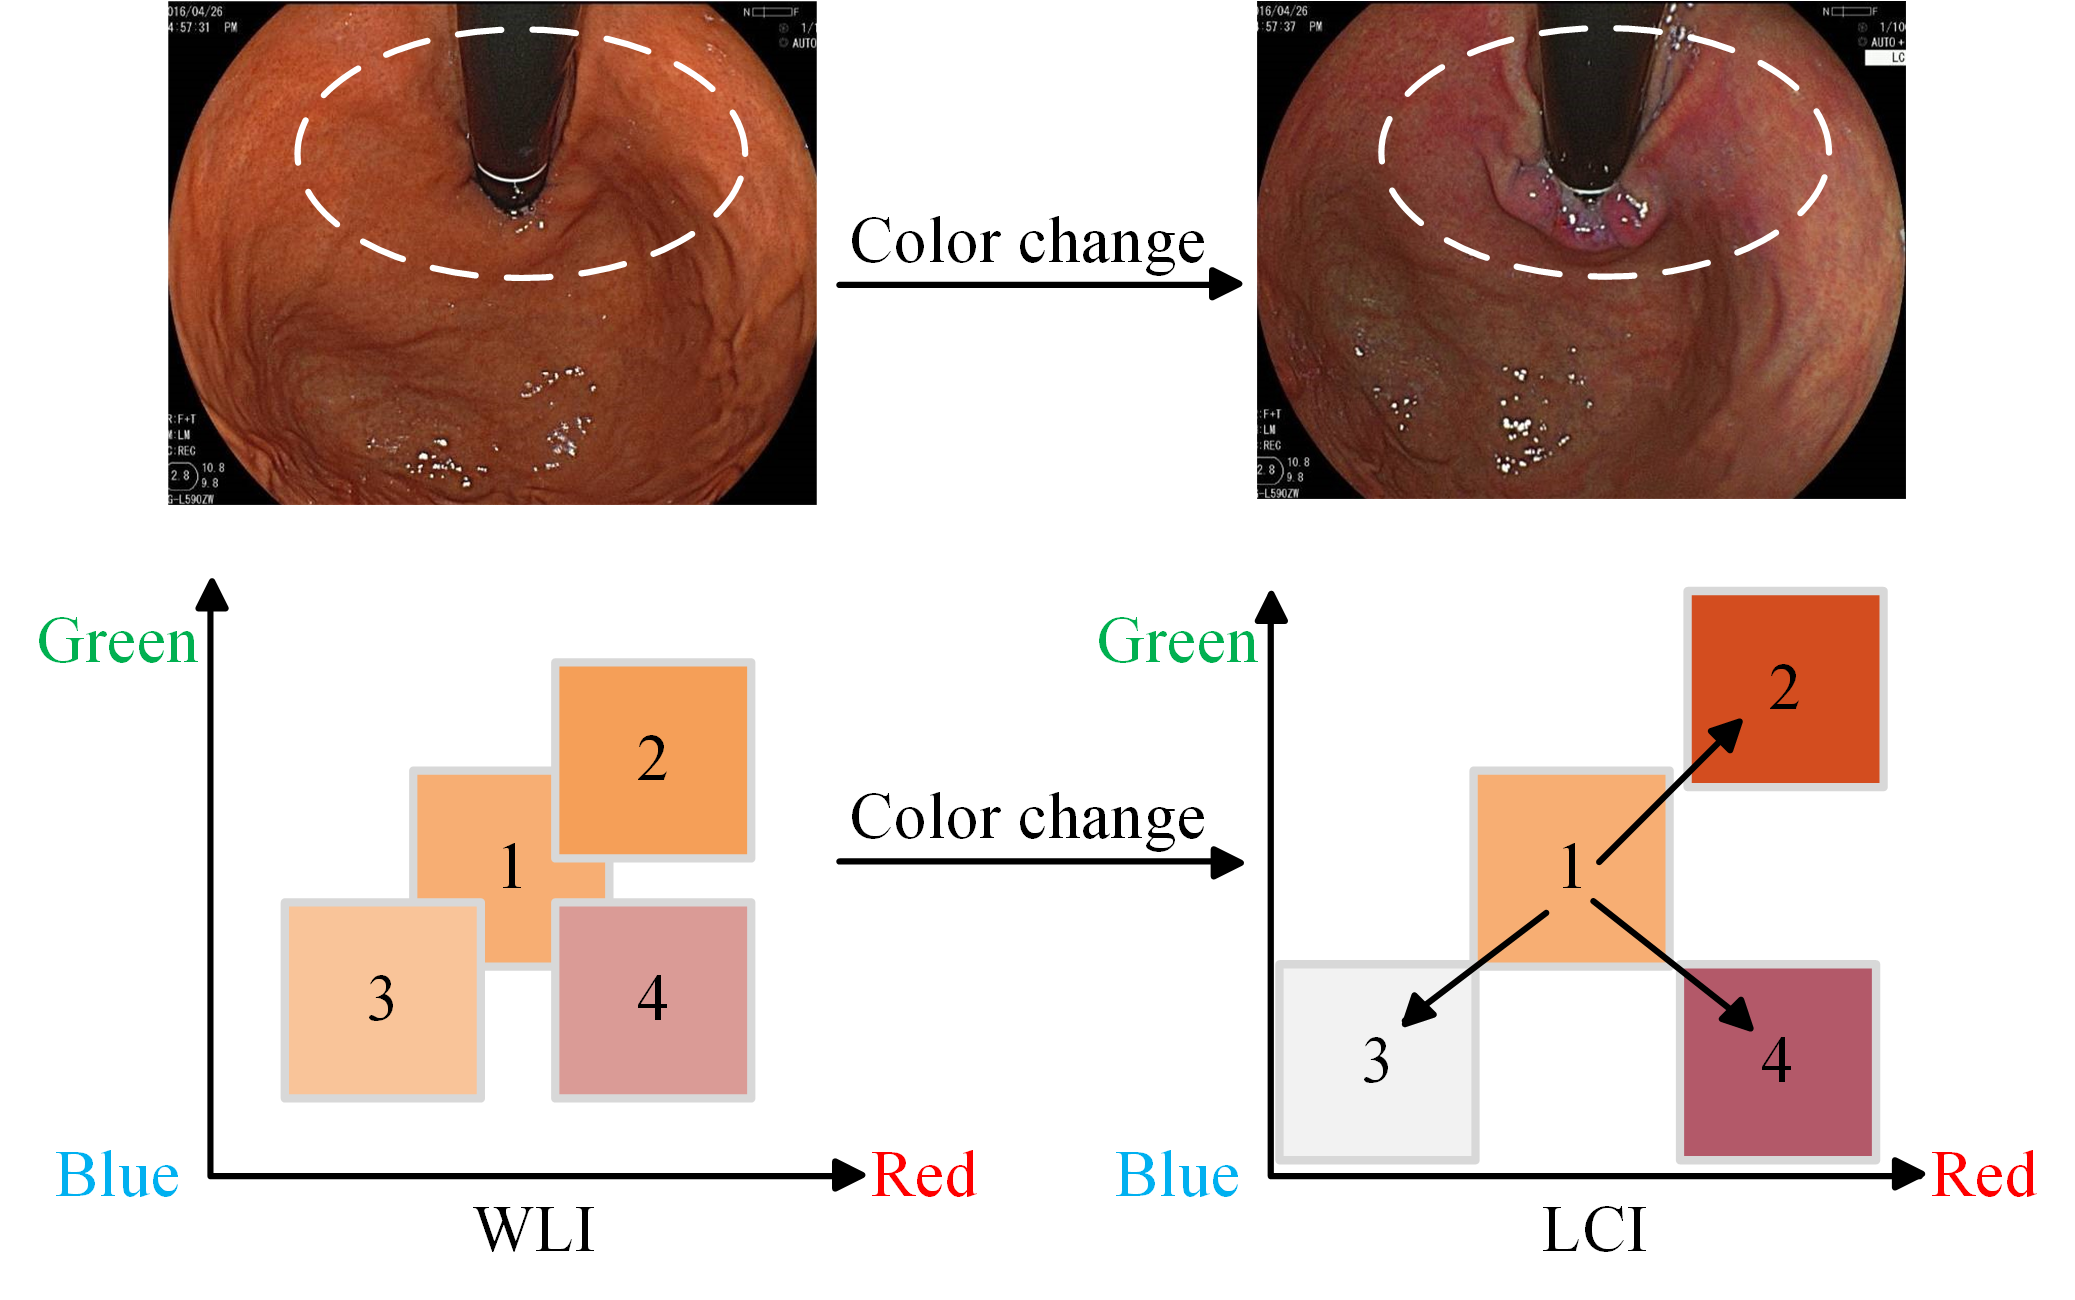 016/04/26
4:57:31 PM
N F
1/1
AUTO
R:F+T
M:LM
C:REC
2.8
10.8
9.8
G-L590ZW
Color change
016/04/26
:57:37 PM
N F
1/100
AUTO +
LC
:F+T
:LM
:REC
2.8
10.8
9.8
-L590ZW
Green
2
1
3
4
Blue
Red
WLI
Color change
Green
2
1
3
4
Blue
Red
LCI